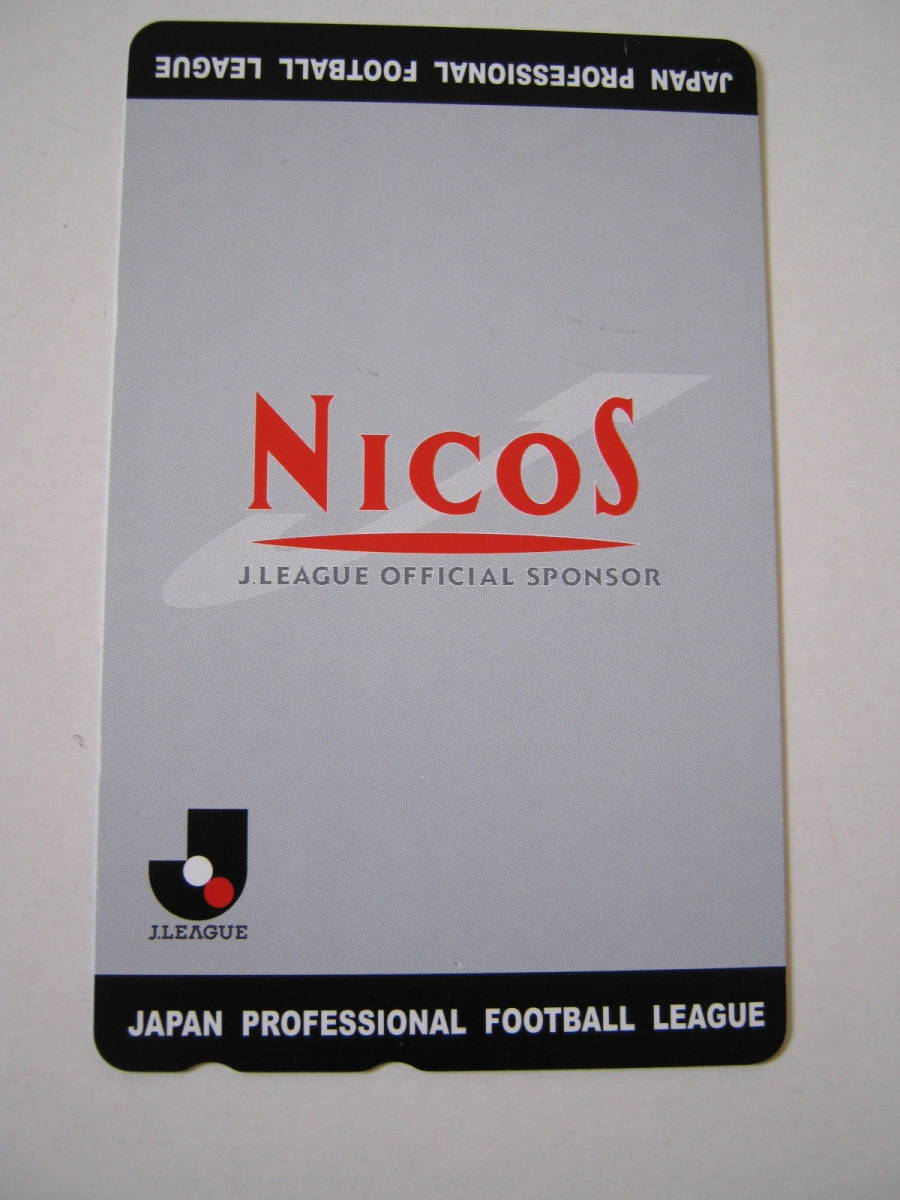 JAPAN PROFESSIONAL FOOTBALL LEAGUE
NICOS
J.LEAGUE OFFICIAL SPONSOR
J.LEAGUE
JAPAN PROFESSIONAL FOOTBALL LEAGUE